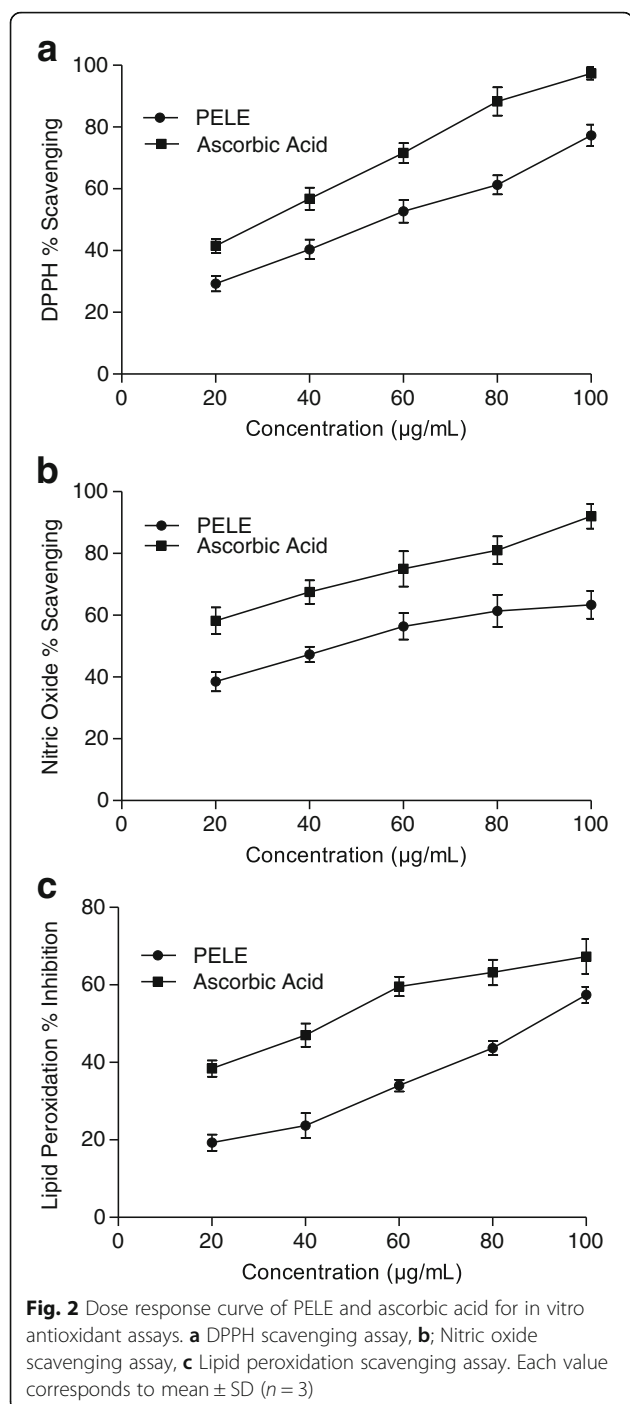 a
100
80
60
40
20
0
DPPH % Scavenging
PELE
Ascorbic Acid
0 20 40 60 80 100
Concentration (µg/mL)
b
100
80
60
40
20
0
Nitric Oxide % Scavenging
PELE
Ascorbic Acid
0 20 40 60 80 100
Concentration (µg/mL)
c
80
60
40
20
0
Lipid Peroxidation % Inhibition
PELE
Ascorbic Acid
0 20 40 60 80 100
Concentration (µg/mL)
Fig. 2 Dose response curve of PELE and ascorbic acid for in vitro
antioxidant assays. a DPPH scavenging assay, b; Nitric oxide
scavenging assay, c Lipid peroxidation scavenging assay. Each value
corresponds to mean ± SD (n = 3)